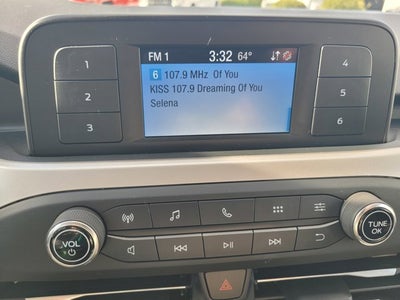 FM 1 3:32 64°
6 107.9 MHz Of You
KISS 107.9 Dreaming Of You
Selena
1
2
3
4
5
6
VOL
TUNE
OK